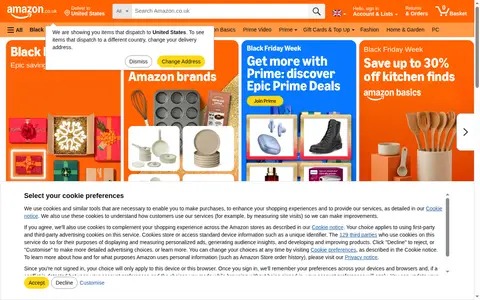 amazon.co.uk
Deliver to
United States
All
Search Amazon.co.uk
Hello, sign in
Account & Lists
Returns
& Orders
0
Basket
All
Black
Basics
Prime Video
Gift Cards & Top Up
Fashion
Home & Garden
PC
We are showing you items that dispatch to United States. To see
items that dispatch to a different country, change your delivery
address.
Dismiss
Change Address
Black
Epic saving
Amazon brands
Black Friday Week
Get more with
Prime: discover
Epic Prime Deals
Join Prime
Black Friday Week
Save up to 30%
off kitchen finds
amazon basics
Select your cookie preferences
We use cookies and similar tools that are necessary to enable you to make purchases, to enhance your shopping experiences and to provide our services, as detailed in our Cookie
notice. We also use these cookies to understand how customers use our services (for example, by measuring site visits) so we can make improvements.
If you agree, we'll also use cookies to complement your shopping experience across the Amazon stores as described in our Cookie notice. Your choice applies to using first-party
and third-party advertising cookies on this service. Cookies store or access standard device information such as a unique identifier. The 129 third parties who use cookies on this
service do so for their purposes of displaying and measuring personalized ads, generating audience insights, and developing and improving products. Click "Decline" to reject, or
"Customise" to make more detailed advertising choices, or learn more. You can change your choices at any time by visiting Cookie preferences, as described in the Cookie notice.
To learn more about how and for what purposes Amazon uses personal information (such as Amazon Store order history), please visit our Privacy notice.
Since you're not signed in, your choice will only apply to this device or this browser. Once you sign in, we'll remember your preferences across your devices and browsers, and if a
Accept
Decline
Customise